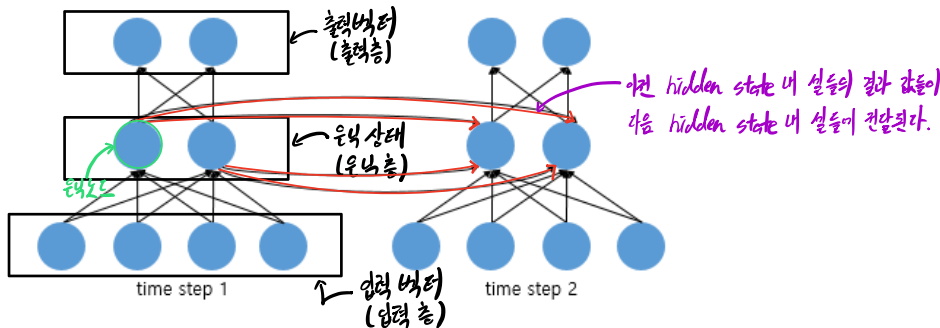 출력벡터
(출력층)
이전 hidden state 내 셀들의 결과 값들이
다음 hidden state 내 셀들에 전달된다.
은닉 상태
(은닉 층)
은닉노드
time step 1
time step 2
입력 벡터
(입력 층)